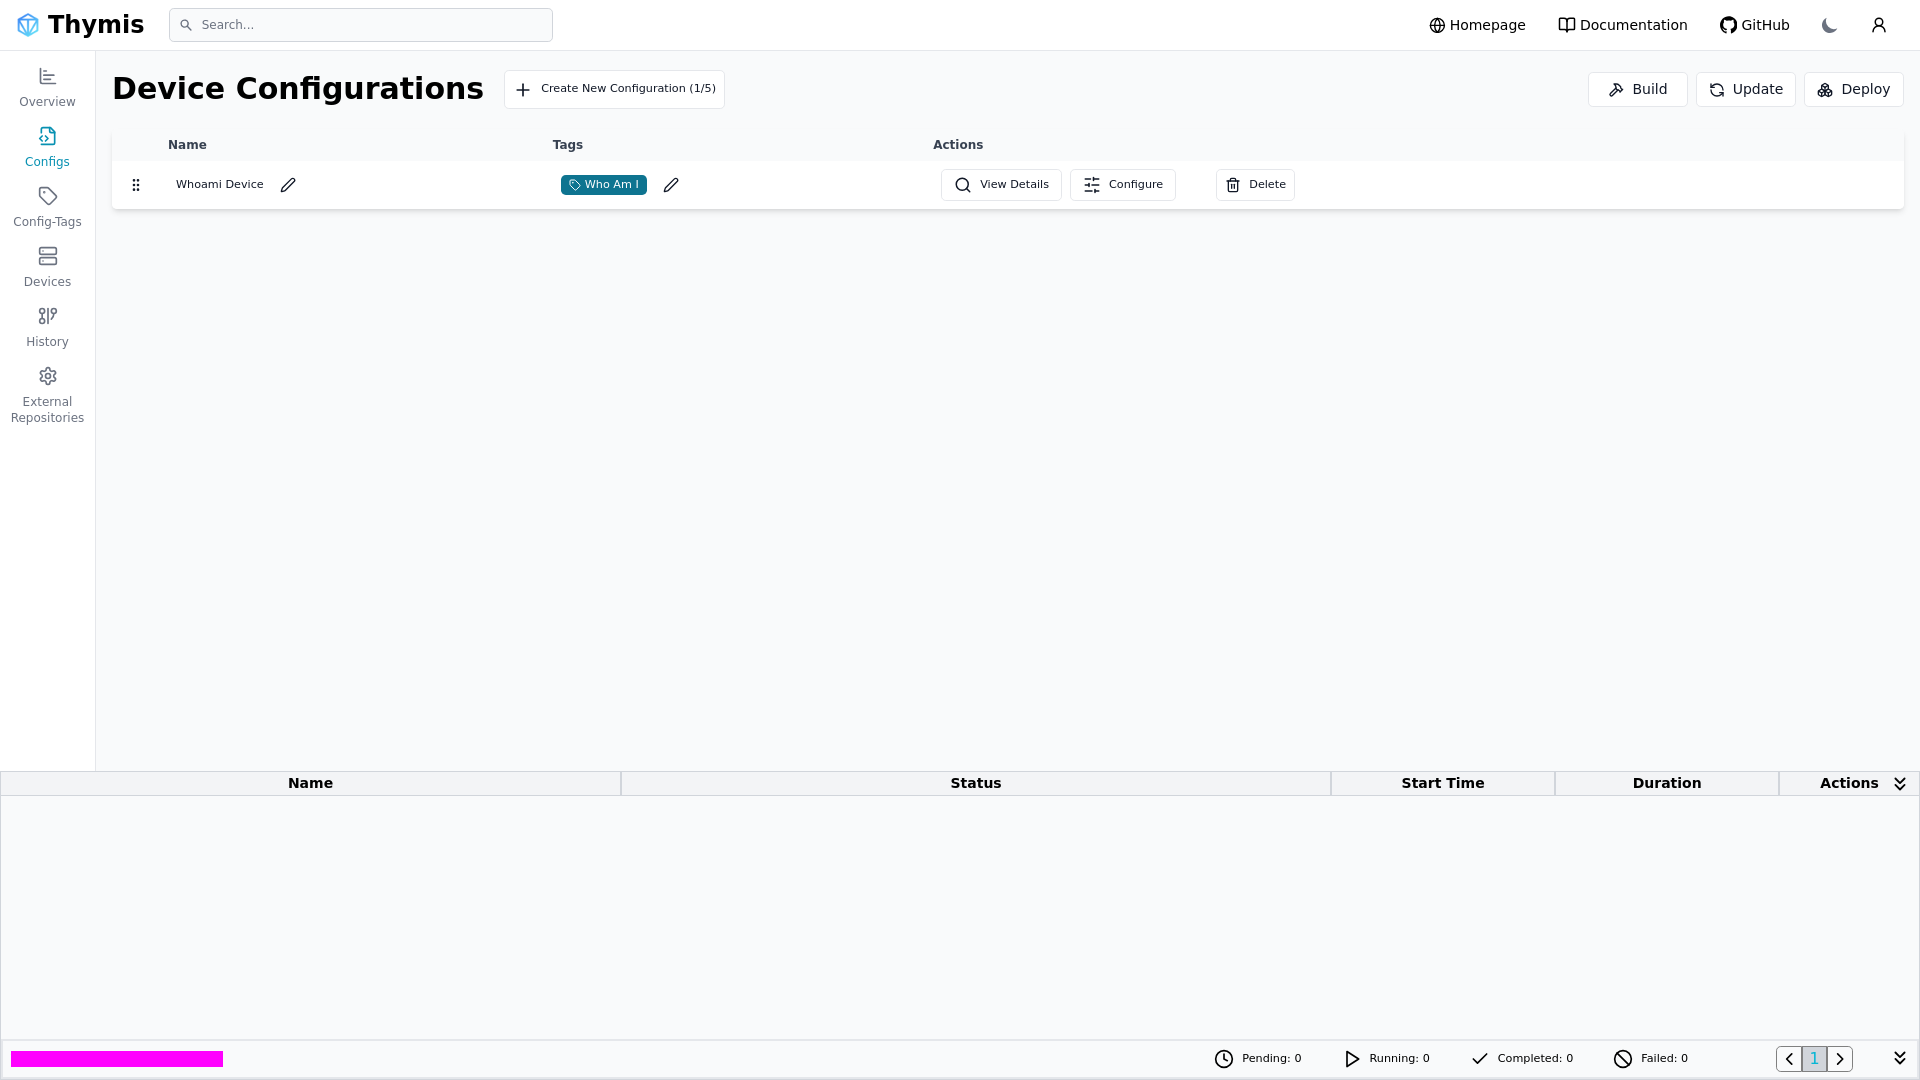 Thymis
Search...
Homepage
Documentation
GitHub
Overview
Configs
Config-Tags
Devices
History
External
Repositories
Device Configurations
Create New Configuration (1/5)
Build
Update
Deploy
Name
Tags
Actions
Whoami Device
Who Am I
View Details
Configure
Delete
Name
Status
Start Time
Duration
Actions
Pending: 0
Running: 0
Completed: 0
Failed: 0
1